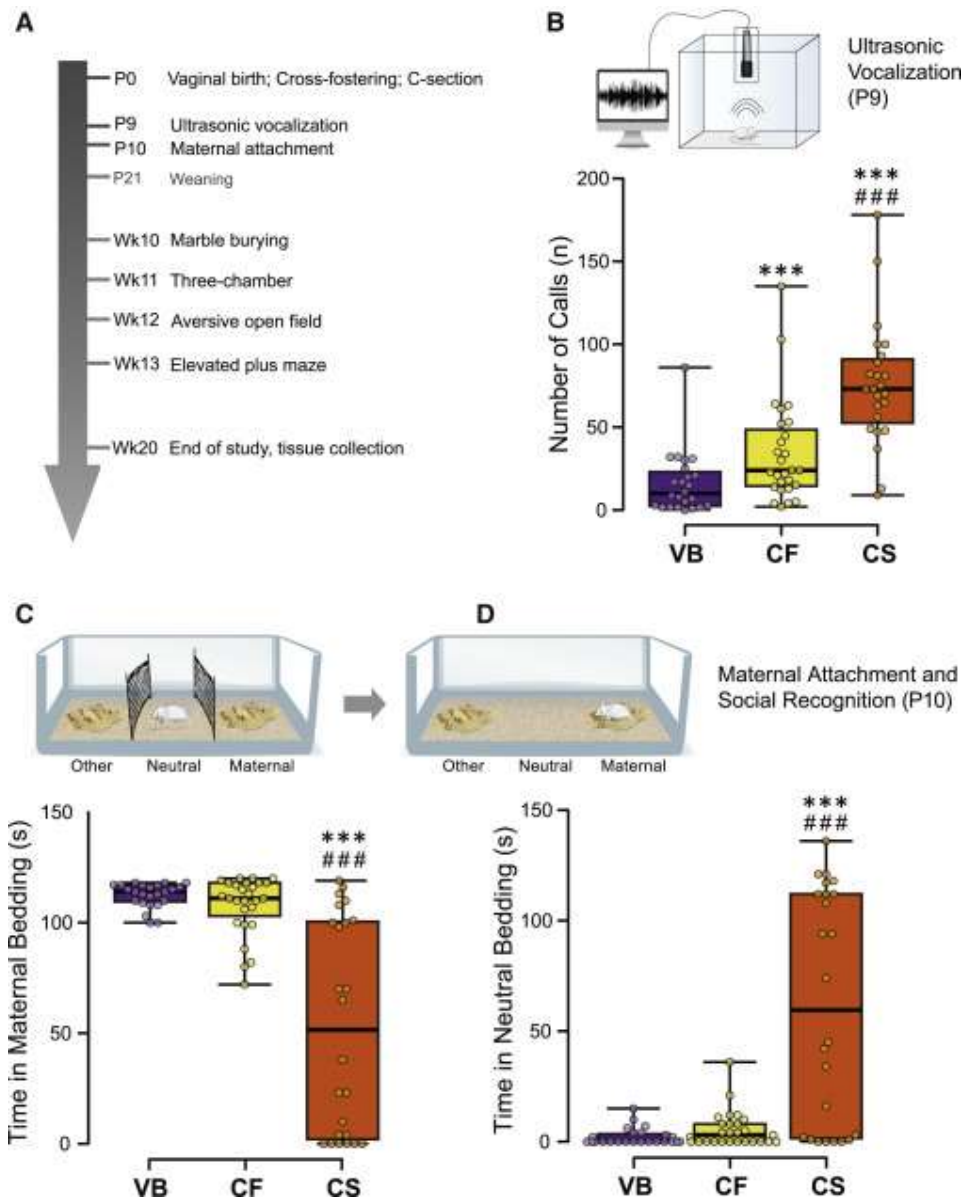 A
P0 Vaginal birth; Cross-fostering; C-section
P9 Ultrasonic vocalization
P10 Maternal attachment
P21 Weaning
Wk10 Marble burying
Wk11 Three-chamber
Wk12 Aversive open field
Wk13 Elevated plus maze
Wk20 End of study, tissue collection
B
Ultrasonic
Vocalization
(P9)
Number of Calls (n)
200
150
100
50
0
***
***
###
VB CF CS
C
Other Neutral Maternal
Time in Maternal Bedding (s)
150
100
50
0
***
###
VB CF CS
D
Other Neutral Maternal
Maternal Attachment and
Social Recognition (P10)
Time in Neutral Bedding (s)
150
100
50
0
***
###
VB CF CS